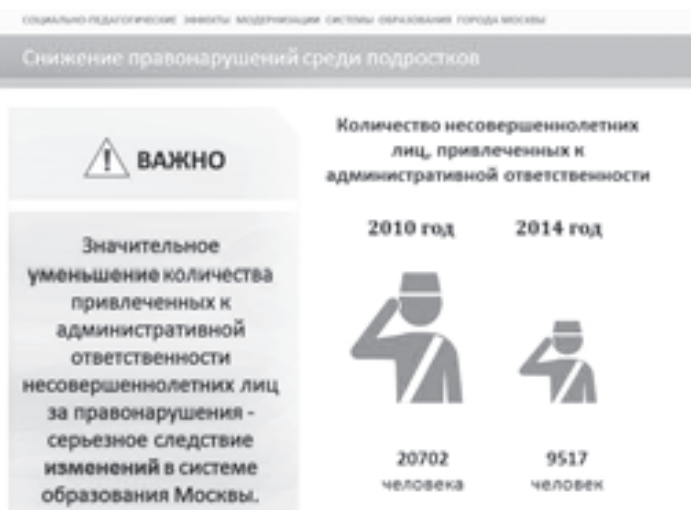 СОЦИАЛЬНО-ПЕДАГОГИЧЕСКИЕ ЭФФЕКТЫ МОДЕРНИЗАЦИИ СИСТЕМЫ ОБРАЗОВАНИЯ ГОРОДА МОСКВЫ
Снижение правонарушений среди подростков
ВАЖНО
Значительное
уменьшение количества
привлеченных к
административной
ответственности
несовершеннолетних лиц
за правонарушения -
серьезное следствие
изменений в системе
образования Москвы.
Количество несовершеннолетних
лиц, привлеченных к
административной ответственности
2010 год 2014 год
20702 9517
человека человек